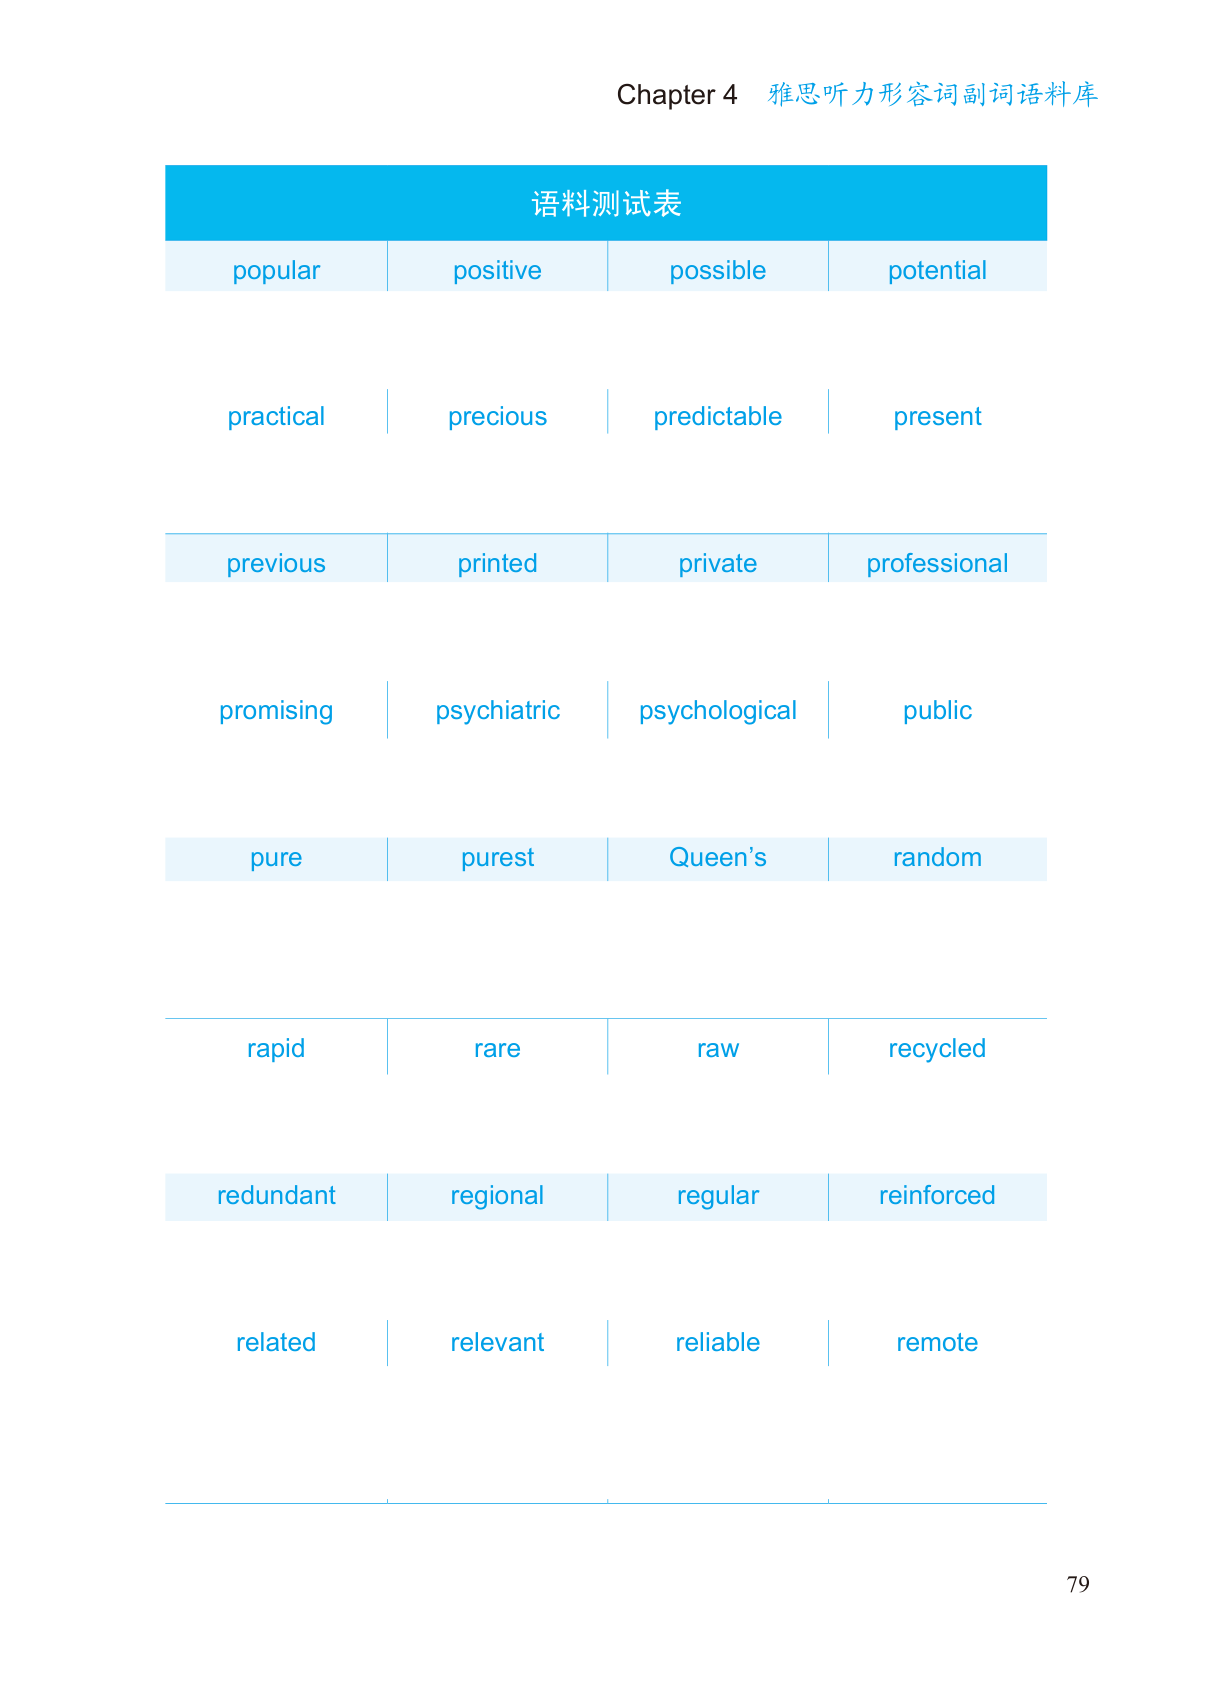 Chapter 4 雅思听力形容词副词语料库
语料测试表
popular positive possible potential
practical precious predictable present
previous printed private professional
promising psychiatric psychological public
pure purest Queen’s random
rapid rare raw recycled
redundant regional regular reinforced
related relevant reliable remote
79